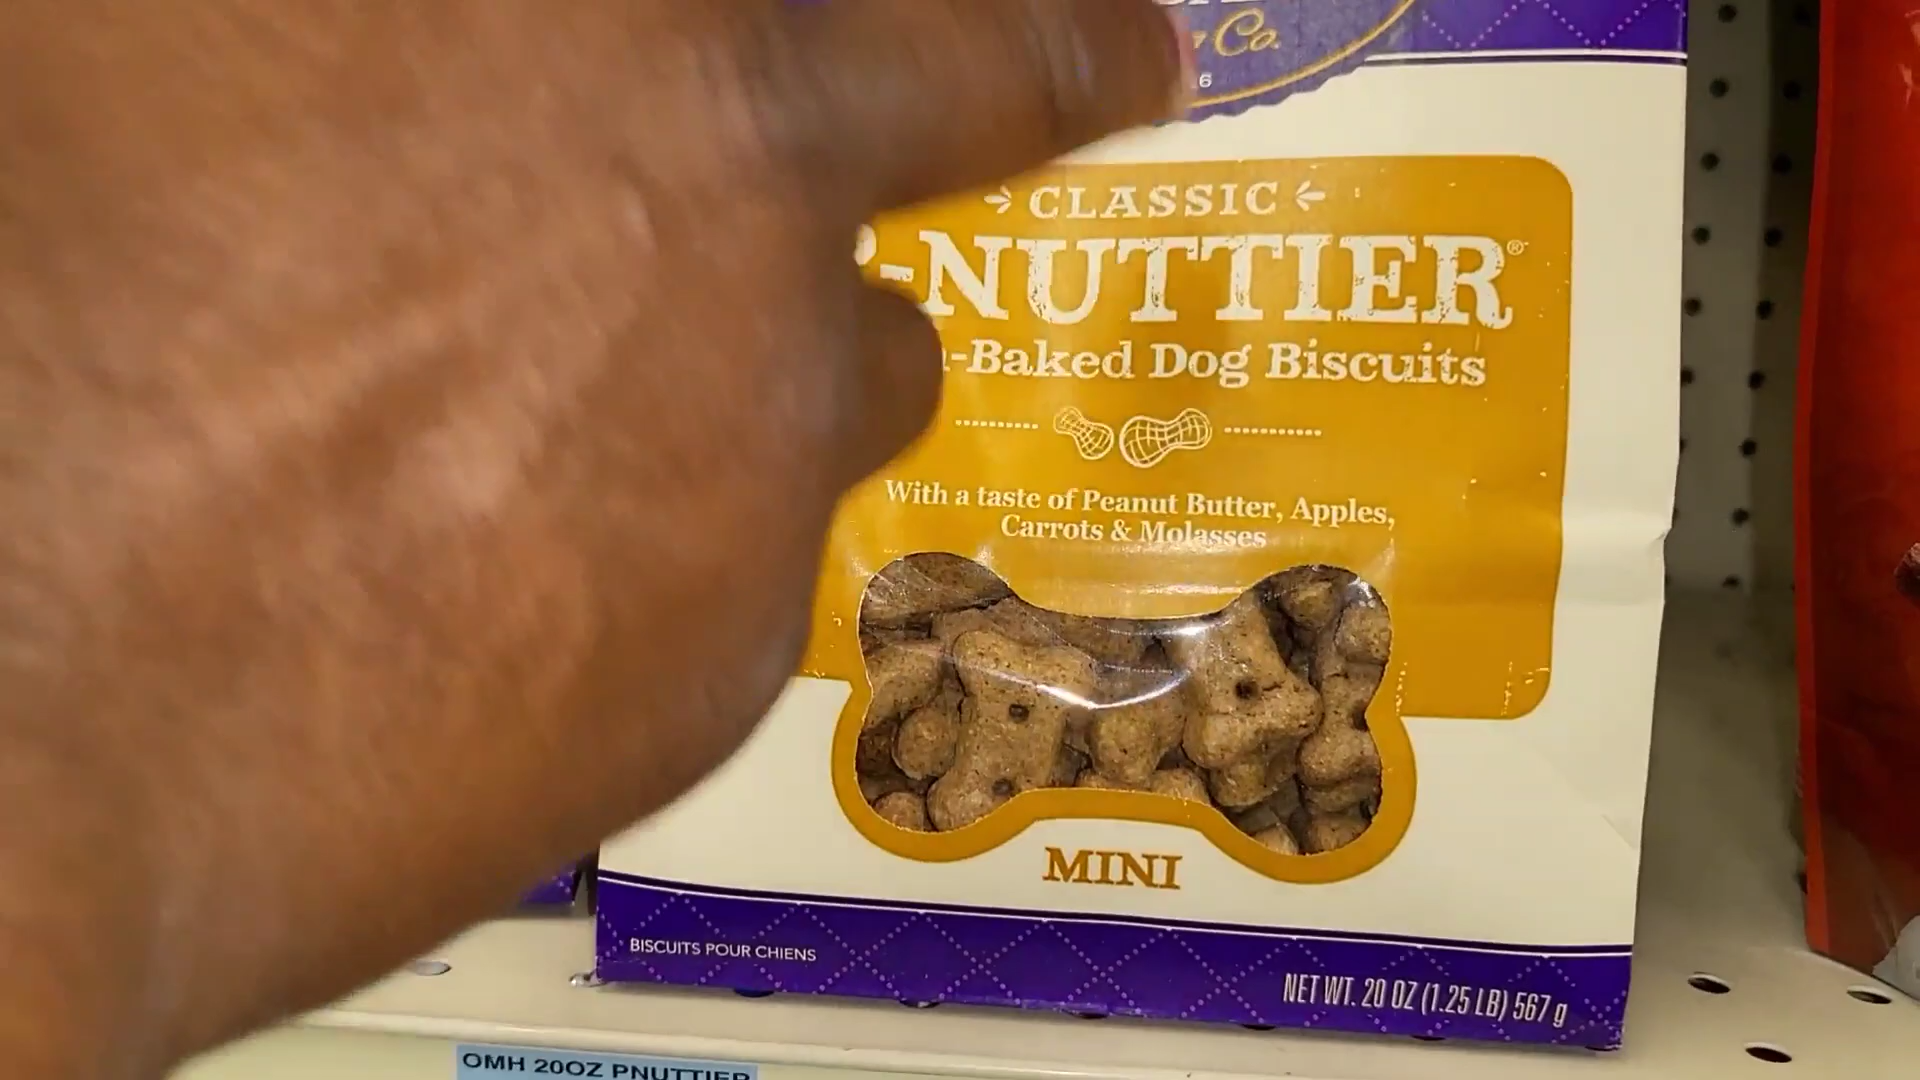 Co.
6
CLASSIC
-NUTTIER®
-Baked Dog Biscuits
With a taste of Peanut Butter, Apples,
Carrots & Molasses
MINI
BISCUITS POUR CHIENS
NET WT. 20 OZ (1.25 LB) 567 g
OMH 20OZ PNUTTIER